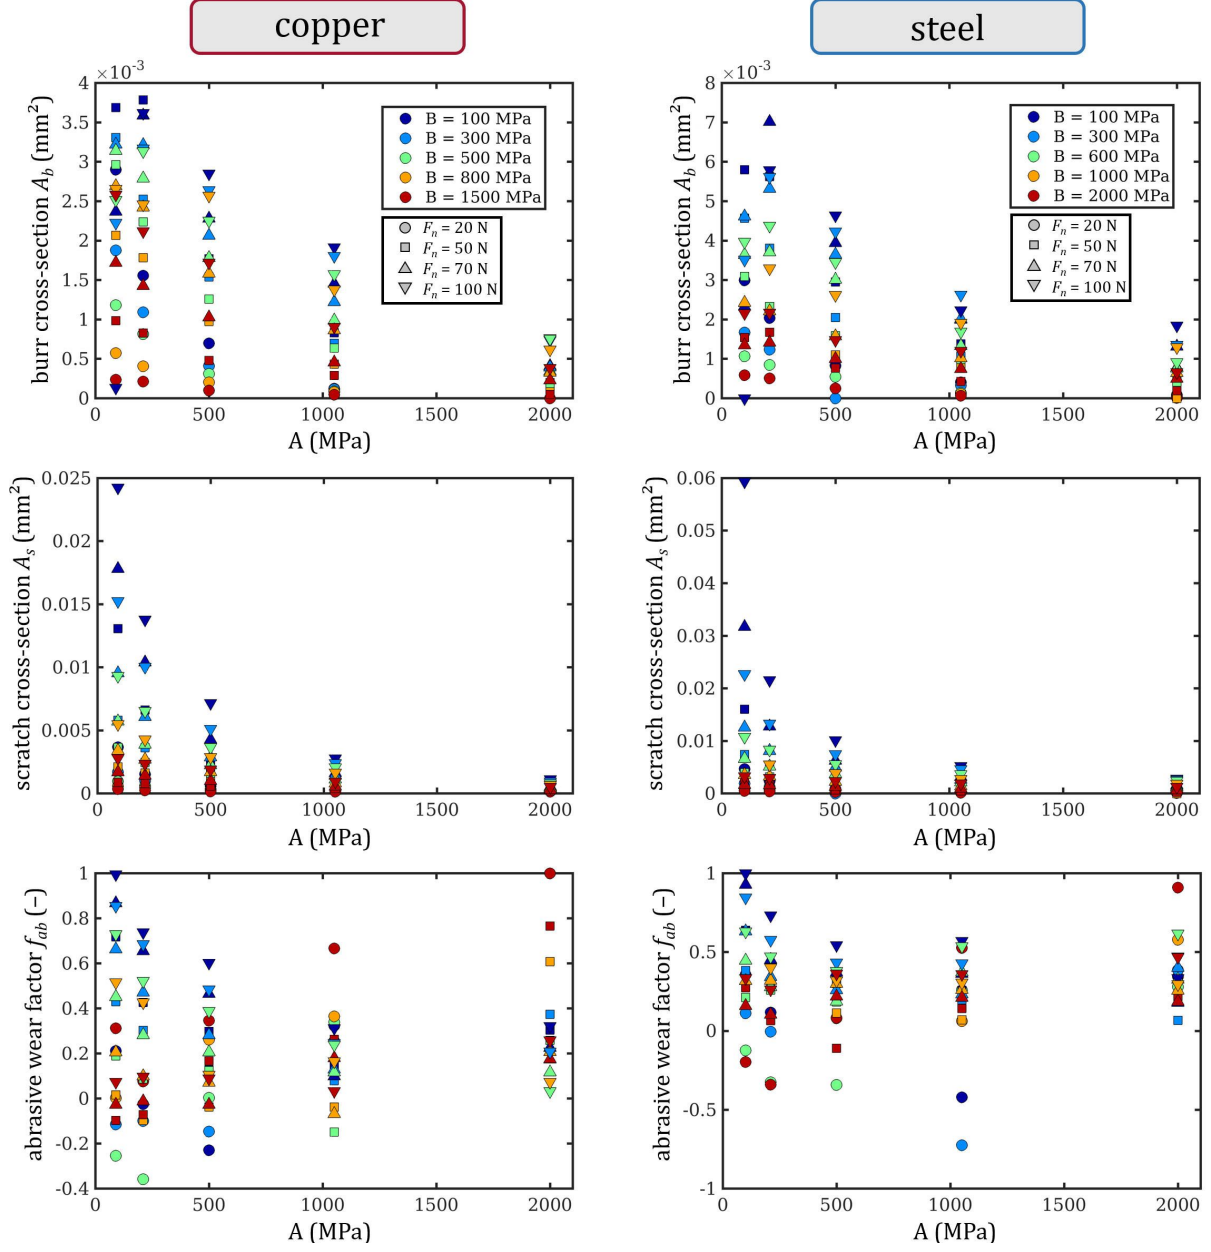 copper
steel
×10⁻³
4
3.5
3
2.5
2
1.5
1
0.5
0
burr cross-section A_b (mm²)
B = 100 MPa
B = 300 MPa
B = 500 MPa
B = 800 MPa
B = 1500 MPa
F_n = 20 N
F_n = 50 N
F_n = 70 N
F_n = 100 N
0 500 1000 1500 2000
A (MPa)
×10⁻³
8
7
6
5
4
3
2
1
0
burr cross-section A_b (mm²)
B = 100 MPa
B = 300 MPa
B = 600 MPa
B = 1000 MPa
B = 2000 MPa
F_n = 20 N
F_n = 50 N
F_n = 70 N
F_n = 100 N
0 500 1000 1500 2000
A (MPa)
0.025
0.02
0.015
0.01
0.005
0
scratch cross-section A_s (mm²)
0 500 1000 1500 2000
A (MPa)
0.06
0.05
0.04
0.03
0.02
0.01
0
scratch cross-section A_s (mm²)
0 500 1000 1500 2000
A (MPa)
1
0.8
0.6
0.4
0.2
0
-0.2
-0.4
abrasive wear factor f_ab (−)
0 500 1000 1500 2000
A (MPa)
1
0.5
0
-0.5
-1
abrasive wear factor f_ab (−)
0 500 1000 1500 2000
A (MPa)